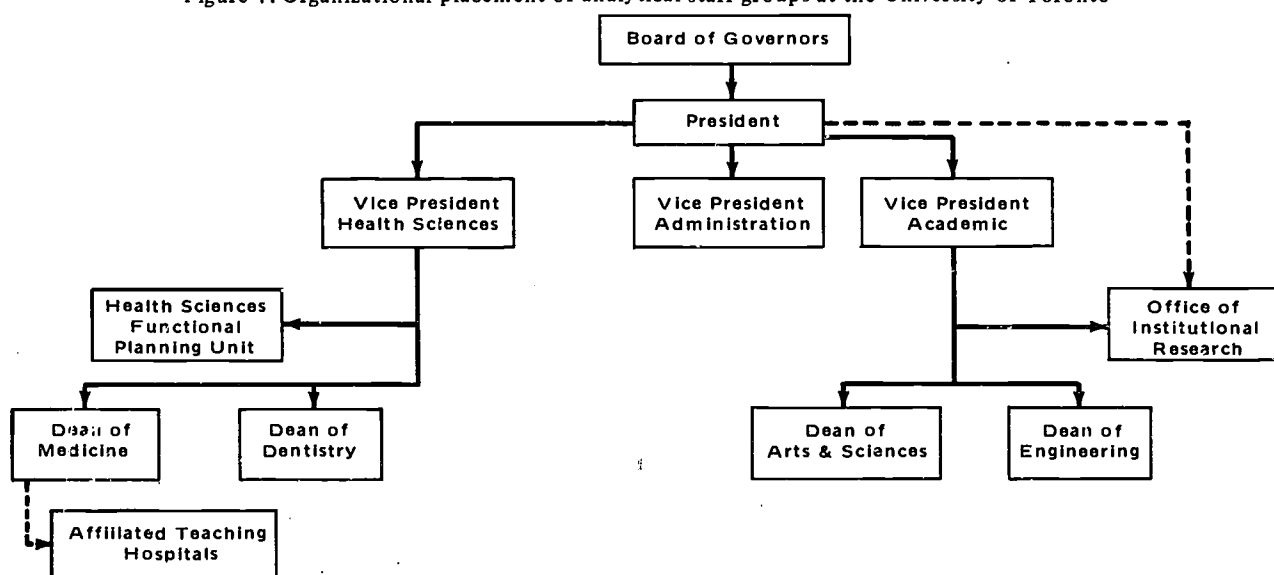 Organizational placement of analytical staff groups at the University of Toronto
Board of Governors
President
Vice President
Health Sciences
Vice President
Administration
Vice President
Academic
Health Sciences
Functional
Planning Unit
Office of
Institutional
Research
Dean of
Medicine
Dean of
Dentistry
Dean of
Arts & Sciences
Dean of
Engineering
Affiliated Teaching
Hospitals